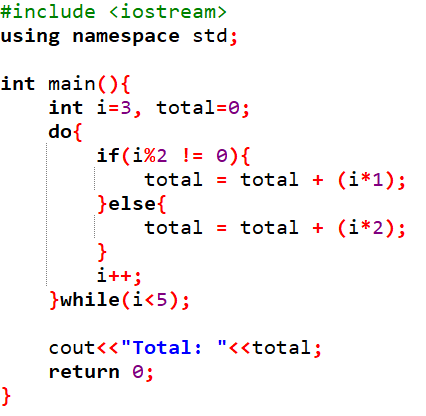 #include <iostream>
using namespace std;

int main(){
    int i=3, total=0;
    do{
        if(i%2 != 0){
            total = total + (i*1);
        }else{
            total = total + (i*2);
        }
        i++;
    }while(i<5);

    cout<<"Total: "<<total;
    return 0;
}